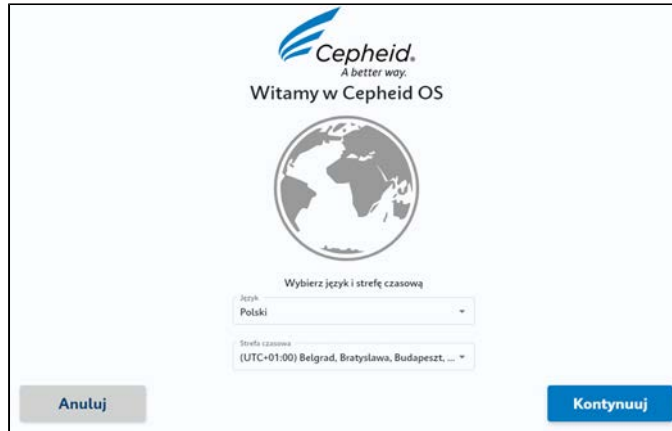 Cepheid.
A better way.
Witamy w Cepheid OS
Wybierz język i strefę czasową
Język
Polski
Strefa czasowa
(UTC+01:00) Belgrad, Bratysława, Budapeszt, ...
Anuluj
Kontynuuj